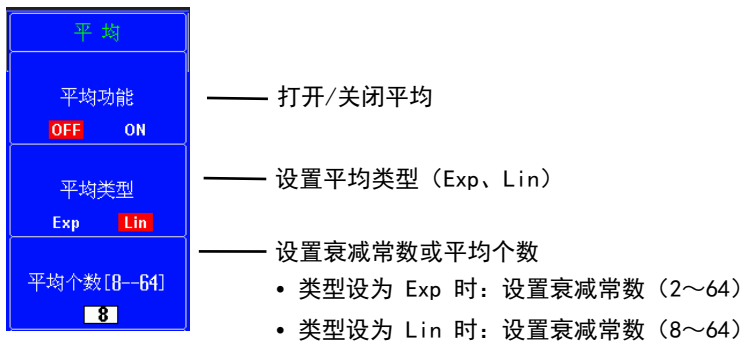 平 均
平均功能
OFF ON
打开/关闭平均
平均类型
Exp Lin
设置平均类型（Exp、Lin）
平均个数[8--64]
8
设置衰减常数或平均个数
• 类型设为 Exp 时：设置衰减常数（2～64）
• 类型设为 Lin 时：设置衰减常数（8～64）